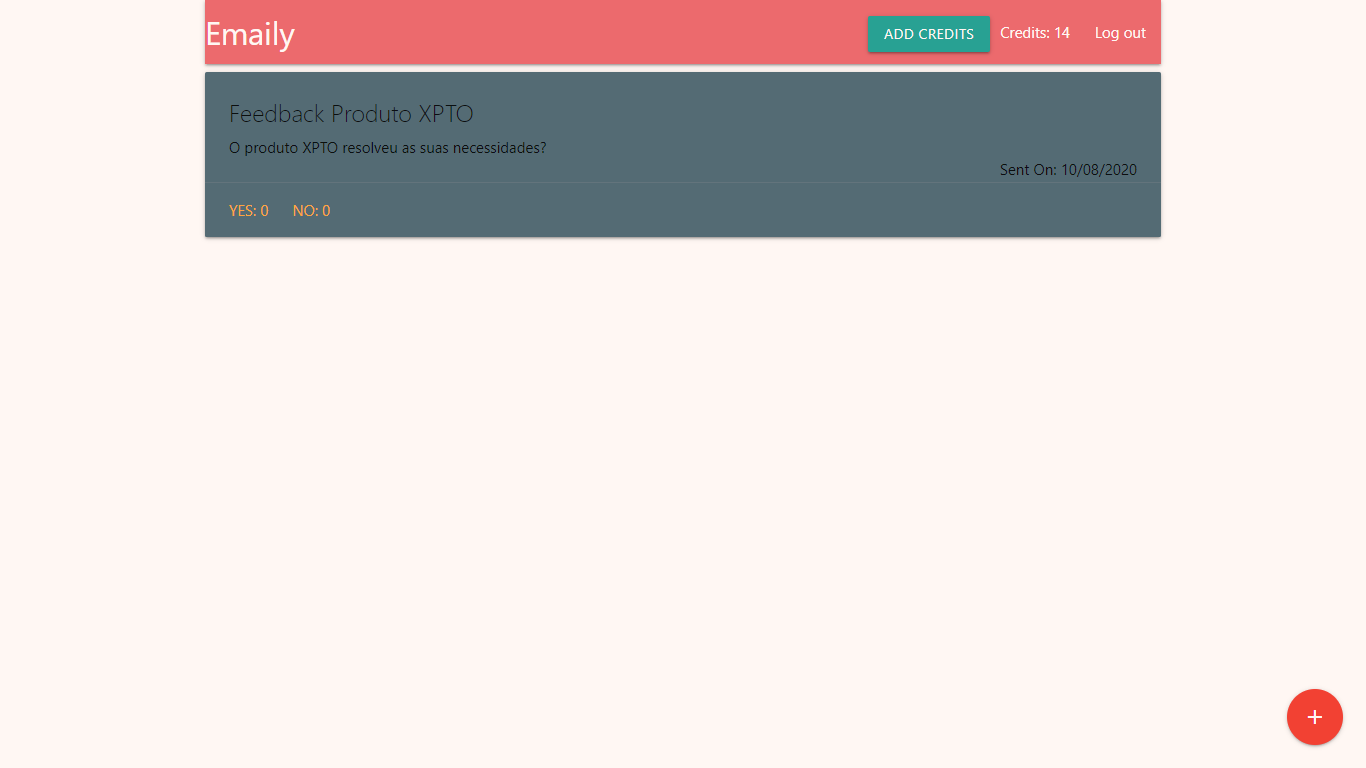 Emaily
ADD CREDITS Credits: 14 Log out
Feedback Produto XPTO
O produto XPTO resolveu as suas necessidades?
Sent On: 10/08/2020
YES: 0 NO: 0
+